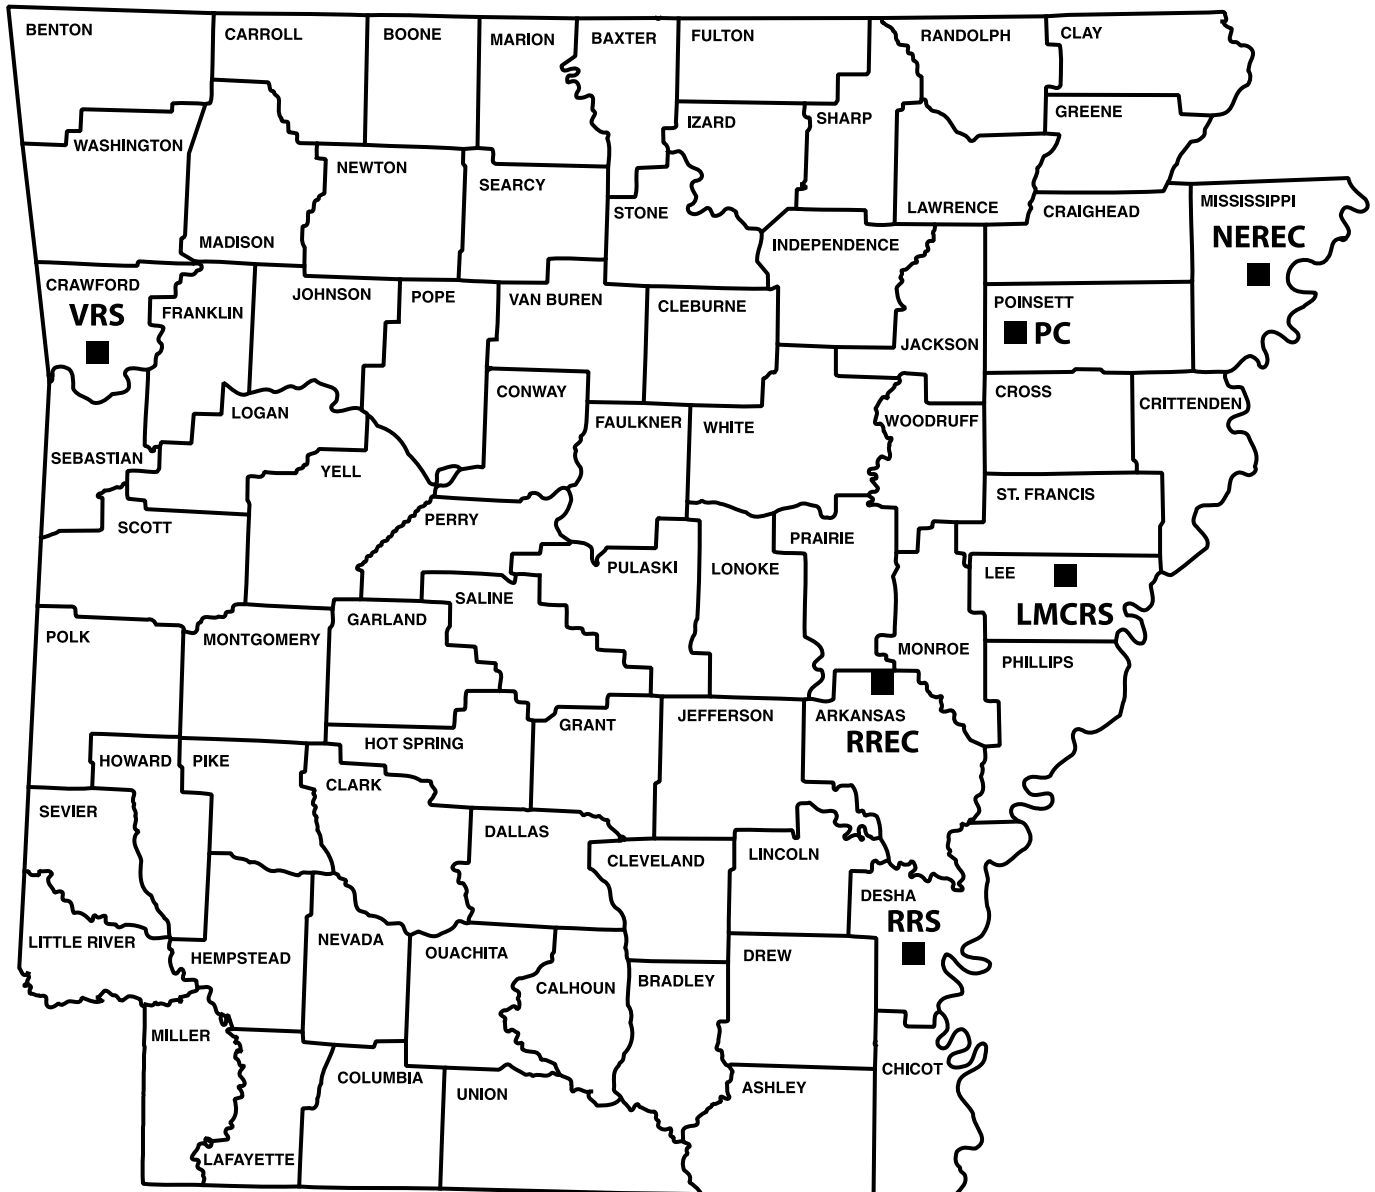 BENTON
CARROLL
BOONE
MARION
BAXTER
FULTON
RANDOLPH
CLAY
WASHINGTON
NEWTON
SEARCY
IZARD
SHARP
GREENE
MADISON
STONE
INDEPENDENCE
LAWRENCE
CRAIGHEAD
MISSISSIPPI
NEREC
CRAWFORD
VRS
FRANKLIN
JOHNSON
POPE
VAN BUREN
CLEBURNE
JACKSON
POINSETT
PC
LOGAN
CONWAY
FAULKNER
WHITE
WOODRUFF
CROSS
CRITTENDEN
SEBASTIAN
YELL
ST. FRANCIS
SCOTT
PERRY
PULASKI
LONOKE
PRAIRIE
LEE
LMCRS
SALINE
POLK
MONTGOMERY
GARLAND
MONROE
PHILLIPS
HOWARD
PIKE
HOT SPRING
GRANT
JEFFERSON
ARKANSAS
RREC
SEVIER
CLARK
DALLAS
CLEVELAND
LINCOLN
DESHA
RRS
LITTLE RIVER
HEMPSTEAD
NEVADA
OUACHITA
CALHOUN
BRADLEY
DREW
MILLER
COLUMBIA
UNION
ASHLEY
CHICOT
LAFAYETTE